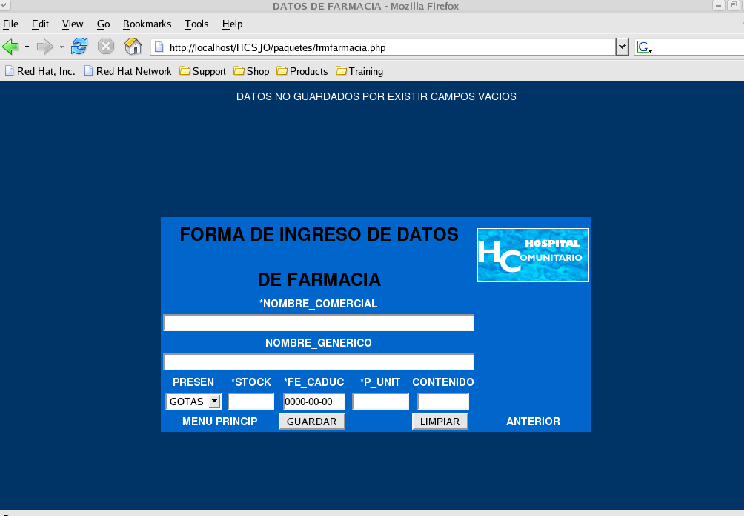 DATOS DE FARMACIA - Mozilla Firefox
File Edit View Go Bookmarks Tools Help
http://localhost/HCSJO/paquetes/frmfarmacia.php
G
Red Hat, Inc. Red Hat Network Support Shop Products Training
DATOS NO GUARDADOS POR EXISTIR CAMPOS VACIOS
FORMA DE INGRESO DE DATOS
DE FARMACIA
HOSPITAL
HCOMUNITARIO
*NOMBRE_COMERCIAL
NOMBRE_GENERICO
PRESEN *STOCK *FE_CADUC *P_UNIT CONTENIDO
GOTAS 0000-00-00
MENU PRINCIP GUARDAR LIMPIAR ANTERIOR